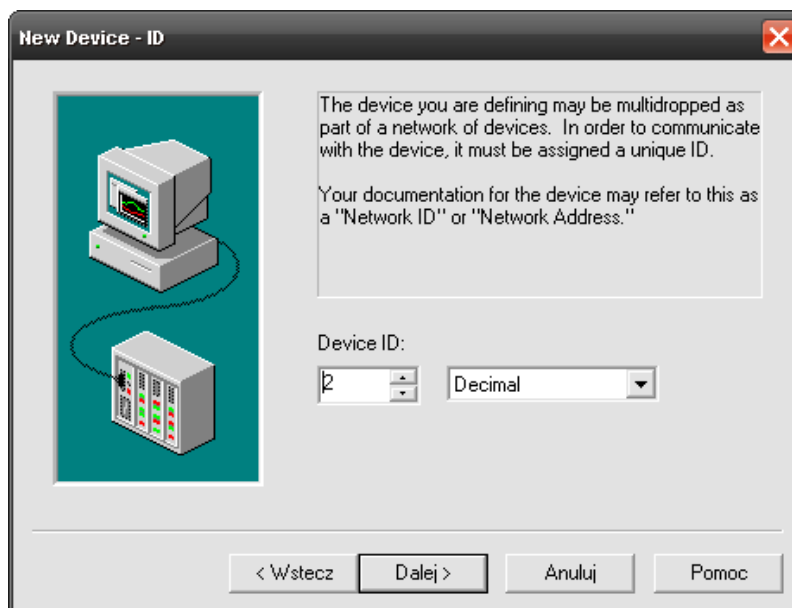 New Device - ID
The device you are defining may be multidropped as
part of a network of devices.  In order to communicate
with the device, it must be assigned a unique ID.
Your documentation for the device may refer to this as
a "Network ID" or "Network Address."
Device ID:
2 Decimal
< Wstecz Dalej > Anuluj Pomoc